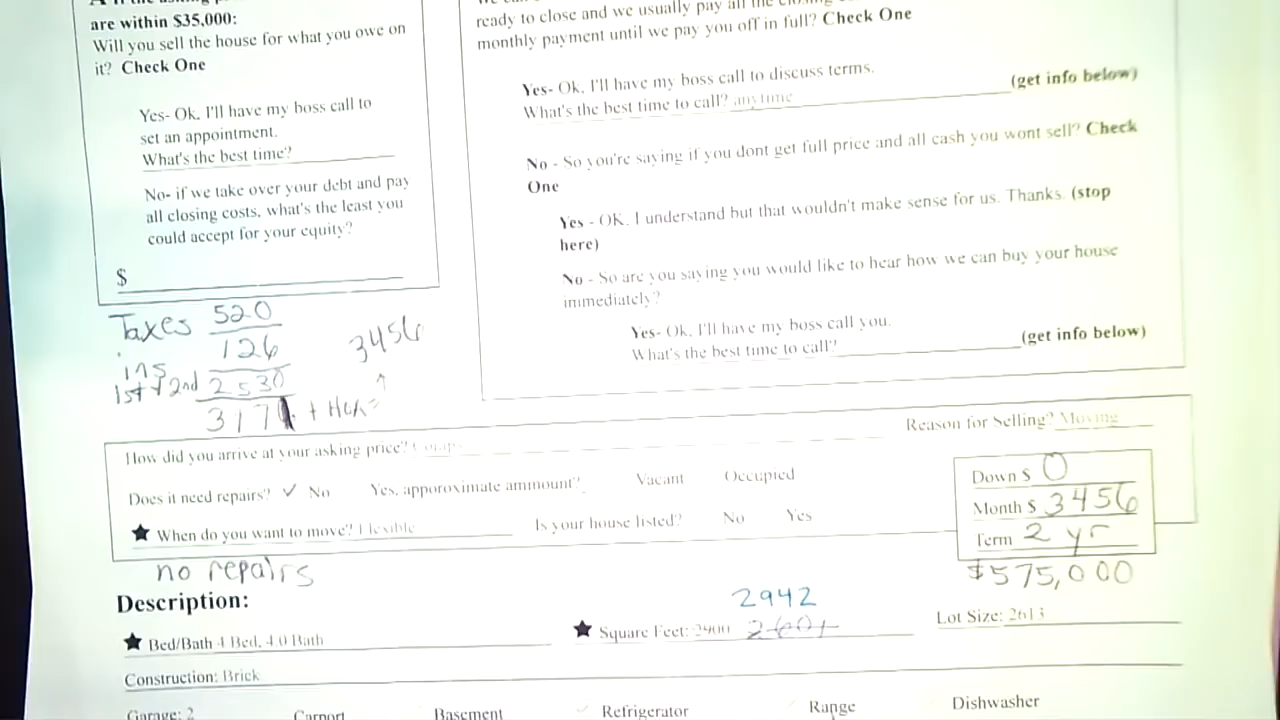 are within $35,000:
Will you sell the house for what you owe on
it? Check One
Yes- Ok, I'll have my boss call to
set an appointment.
What's the best time?
No- if we take over your debt and pay
all closing costs, what's the least you
could accept for your equity?
$
ready to close and we usually pay all the
monthly payment until we pay you off in full? Check One
Yes- Ok, I'll have my boss call to discuss terms.
What's the best time to call? anytime (get info below)
No - So you're saying if you dont get full price and all cash you wont sell? Check
One
Yes - OK. I understand but that wouldn't make sense for us. Thanks. (stop
here)
No - So are you saying you would like to hear how we can buy your house
immediately?
Yes- Ok, I'll have my boss call you.
What's the best time to call? (get info below)
Taxes 520
ins 126
1st + 2nd 2530
317 + HOA =
3456
Reason for Selling? Moving
How did you arrive at your asking price?
Does it need repairs? ✓ No Yes, apporoximate ammount? Vacant Occupied
★ When do you want to move? Flexible Is your house listed? No Yes
Down $ 0
Month $ 3456
Term 2 yr
$575,000
no repairs
Description:
2942
★ Bed/Bath 4 Bed, 4.0 Bath ★ Square Feet: 2900 Lot Size: 2613
Construction: Brick
Garage: 2 Carport Basement Refrigerator Range Dishwasher